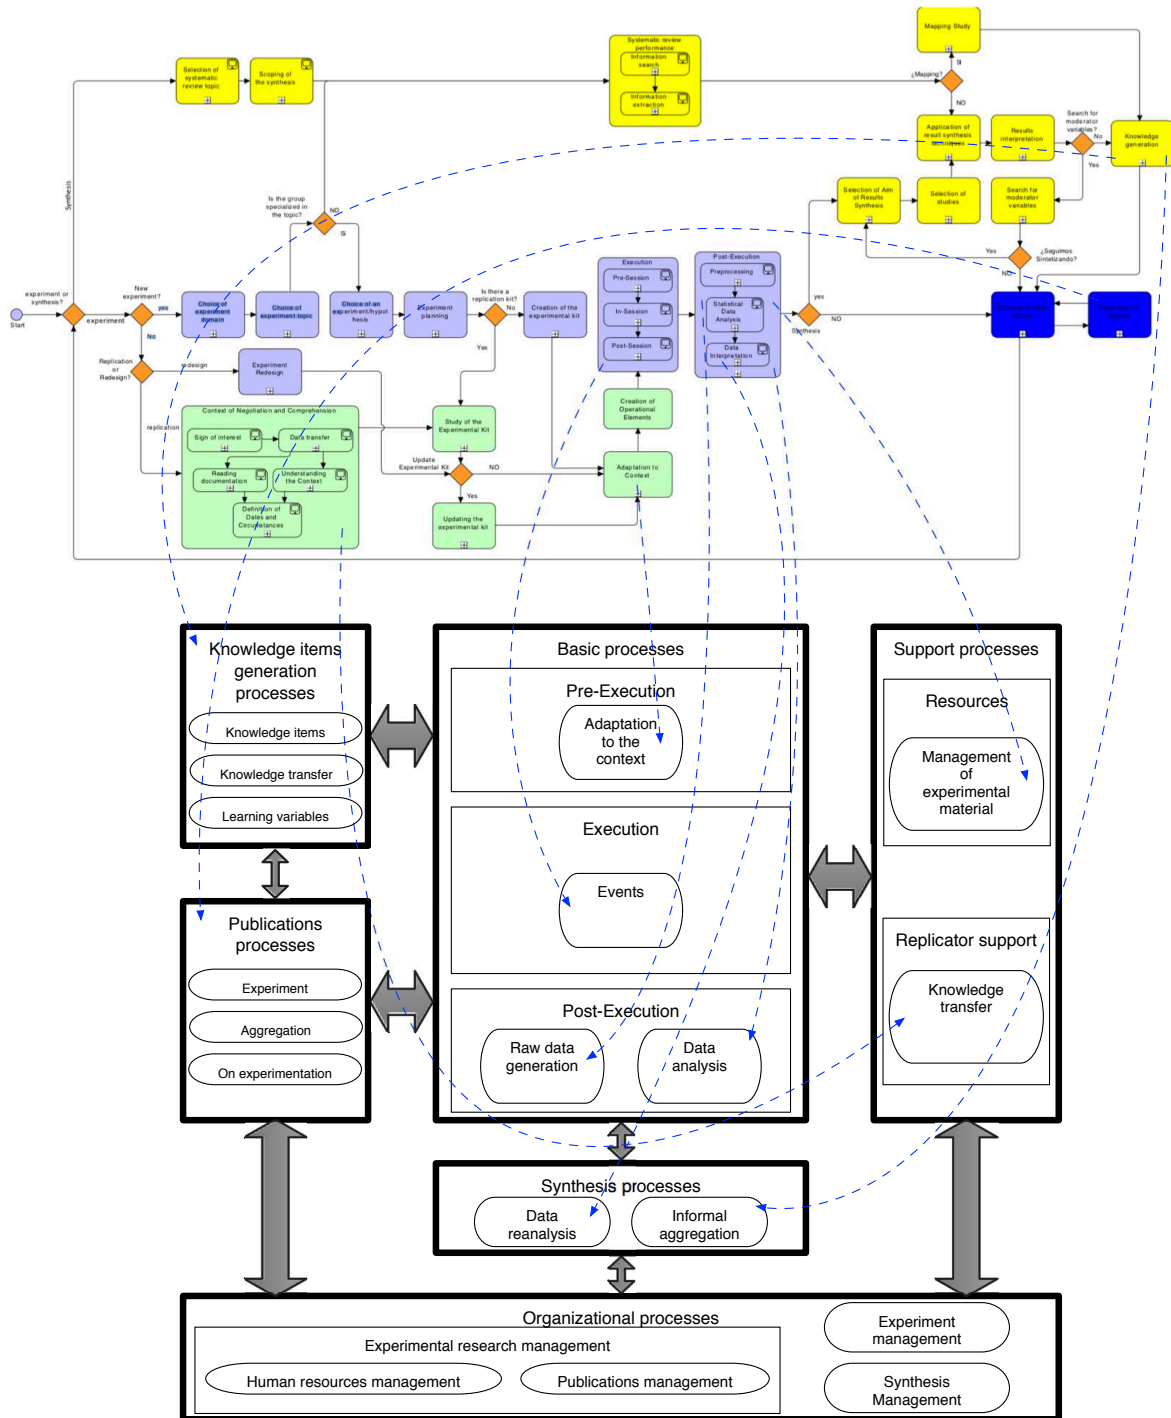 Mapping Study
Systematic review
performance
Information
search
Information
extraction
Selection of
systematic
review topic
Scoping of
the synthesis
¿Mapping?
SI
NO
Search for
moderator
variables?
No
Yes
Application of
result synthesis
techniques
Results
interpretation
Knowledge
generation
Synthesis
Is the group
specialized in
the topic?
NO
Si
Selection of Aim
of Results
Synthesis
Selection of
studies
Search for
moderator
variables
Yes
¿Seguimos
Sintetizando?
NO
experiment or
synthesis?
Start
experiment
New
experiment?
yes
No
Choice of
experiment
domain
Choice of
experiment topic
Choice of an
experiment/hypot
hesis
Experiment
planning
Is there a
replication kit?
No
Yes
Creation of the
experimental kit
Execution
Pre-Session
In-Session
Post-Session
Post-Execution
Preprocessing
Statistical
Data
Analysis
Data
Interpretation
yes
Synthesis
NO
Replication
or
Redesign?
redesign
Experiment
Redesign
replication
Context of Negotiation and Comprehension
Sign of interest
Data transfer
Reading
documentation
Understanding
the Context
Definition of
Dates and
Circumstances
Study of the
Experimental Kit
Update
Experimental Kit
NO
Yes
Updating the
experimental kit
Creation of
Operational
Elements
Adaptation to
Context
Knowledge items
generation
processes
Knowledge items
Knowledge transfer
Learning variables
Publications
processes
Experiment
Aggregation
On experimentation
Basic processes
Pre-Execution
Adaptation
to the
context
Execution
Events
Post-Execution
Raw data
generation
Data
analysis
Support processes
Resources
Management
of
experimental
material
Replicator support
Knowledge
transfer
Synthesis processes
Data
reanalysis
Informal
aggregation
Organizational processes
Experimental research management
Human resources management
Publications management
Experiment
management
Synthesis
Management